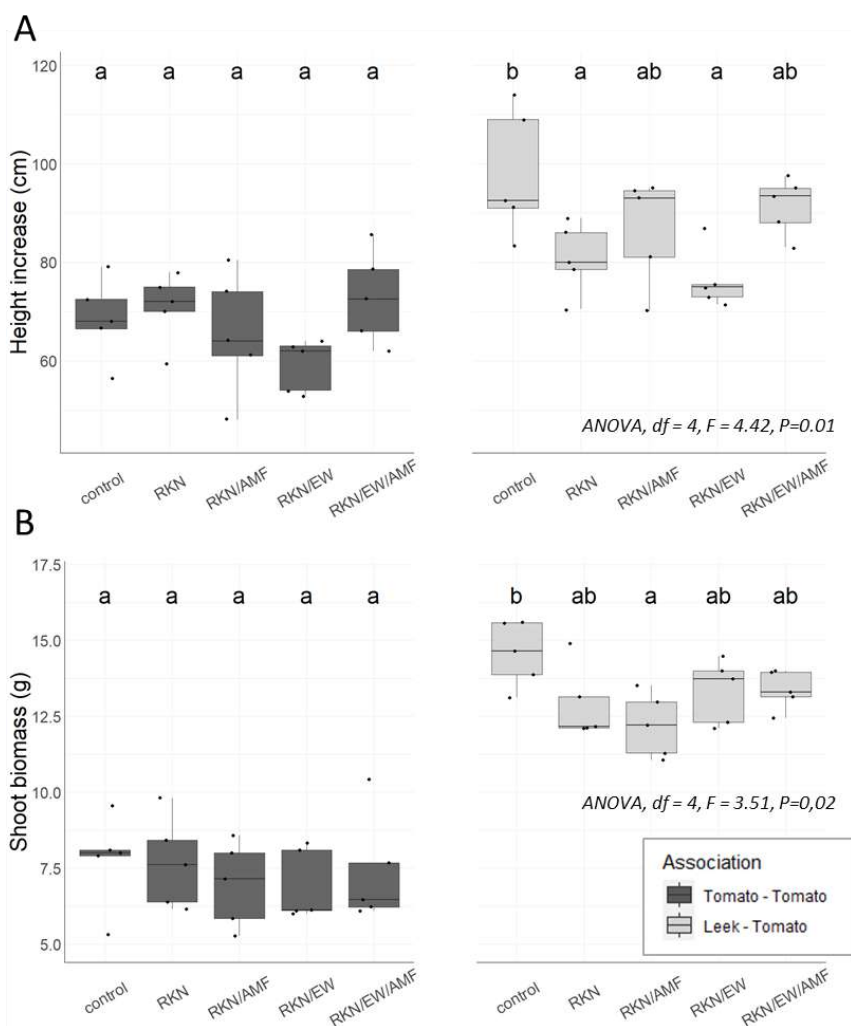 A
Height increase (cm)
120
100
80
60
a a a a a
b a ab a ab
ANOVA, df = 4, F = 4.42, P=0.01
control RKN RKN/AMF RKN/EW RKN/EW/AMF
control RKN RKN/AMF RKN/EW RKN/EW/AMF
B
Shoot biomass (g)
17.5
15.0
12.5
10.0
7.5
5.0
a a a a a
b ab a ab ab
ANOVA, df = 4, F = 3.51, P=0,02
Association
Tomato - Tomato
Leek - Tomato
control RKN RKN/AMF RKN/EW RKN/EW/AMF
control RKN RKN/AMF RKN/EW RKN/EW/AMF